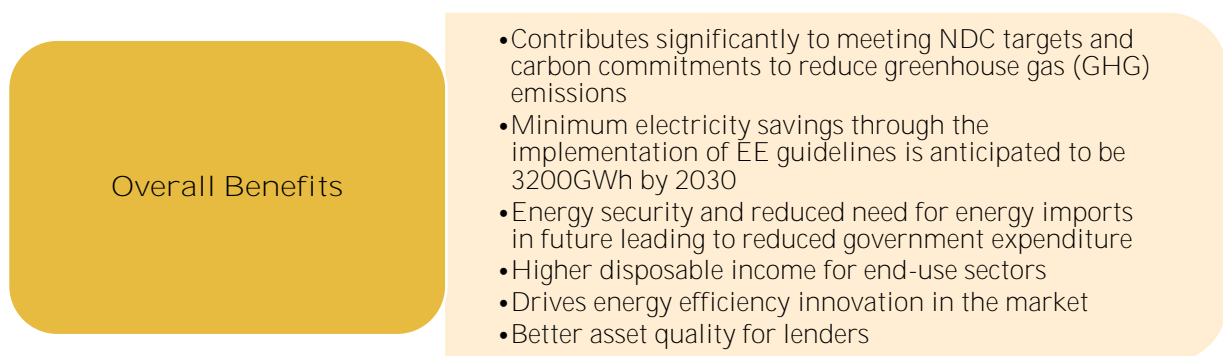 Overall Benefits
•Contributes significantly to meeting NDC targets and
carbon commitments to reduce greenhouse gas (GHG)
emissions
•Minimum electricity savings through the
implementation of EE guidelines is anticipated to be
3200GWh by 2030
•Energy security and reduced need for energy imports
in future leading to reduced government expenditure
•Higher disposable income for end-use sectors
•Drives energy efficiency innovation in the market
•Better asset quality for lenders